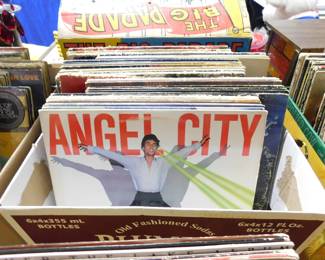 THE
BIG PARADE
ANGEL CITY
6x4x355 mL
BOTTLES
Old Fashioned Sodas
6x4x12 FL Oz.
BOTTLES